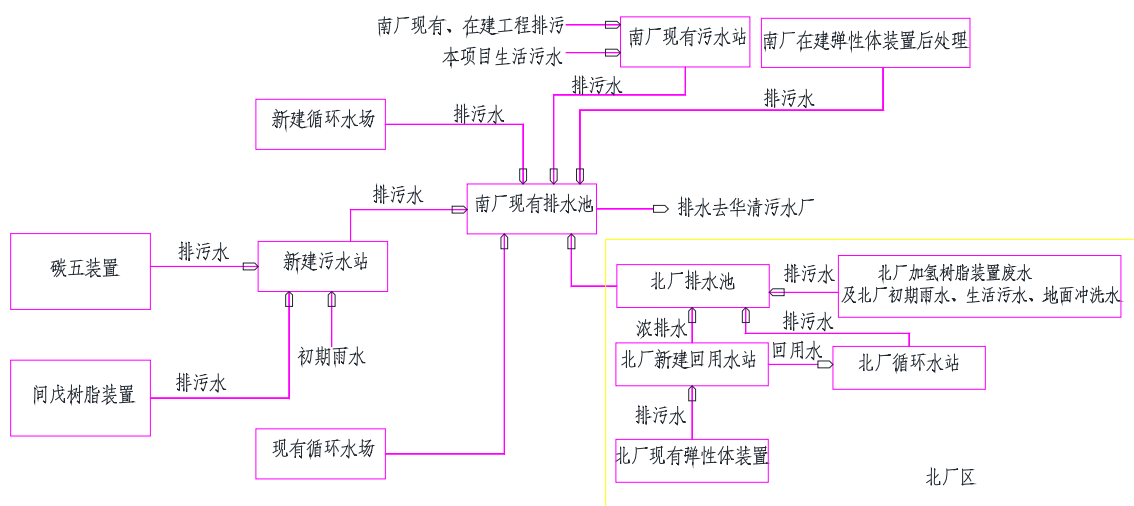 南厂现有、在建工程排污
本项目生活污水
南厂现有污水站
南厂在建弹性体装置后处理
排污水
排污水
新建循环水场
排污水
排污水
南厂现有排水池
排水去华清污水厂
碳五装置
排污水
新建污水站
北厂排水池
排污水
北厂加氢树脂装置废水
及北厂初期雨水、生活污水、地面冲洗水
浓排水
排污水
初期雨水
北厂新建回用水站
回用水
北厂循环水站
间戊树脂装置
排污水
排污水
现有循环水场
北厂现有弹性体装置
北厂区